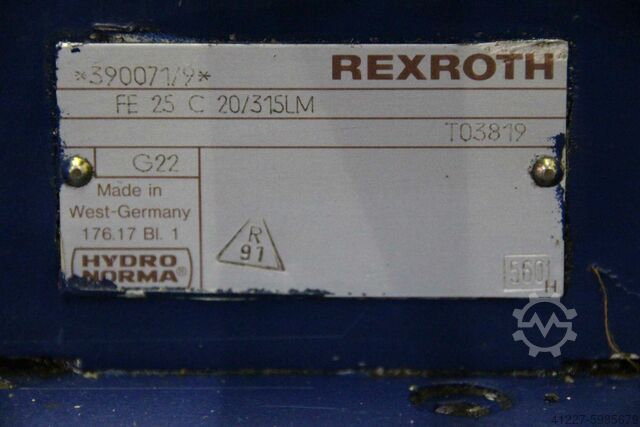 *390071/9* REXROTH
FE 25 C 20/315LM
T03819
G22
Made in
West-Germany
176.17 Bl. 1
HYDRO
NORMA®
R
91
560
H
41227-5985679